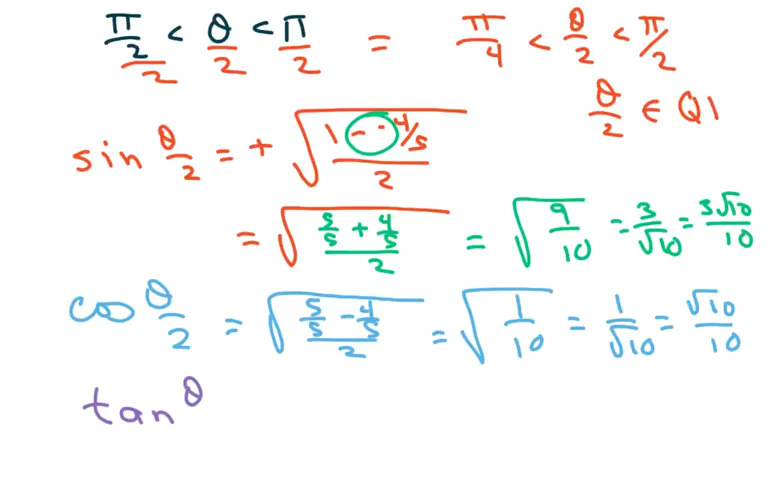 π/2/2 < θ/2 < π/2 = π/4 < θ/2 < π/2
θ/2 ∈ Q1
sin θ/2 = + √((1 - -4/5)/2)
= √((5/5 + 4/5)/2) = √(9/10) = 3/√10 = 3√10/10
cos θ/2 = √((5/5 - 4/5)/2) = √(1/10) = 1/√10 = √10/10
tan θ